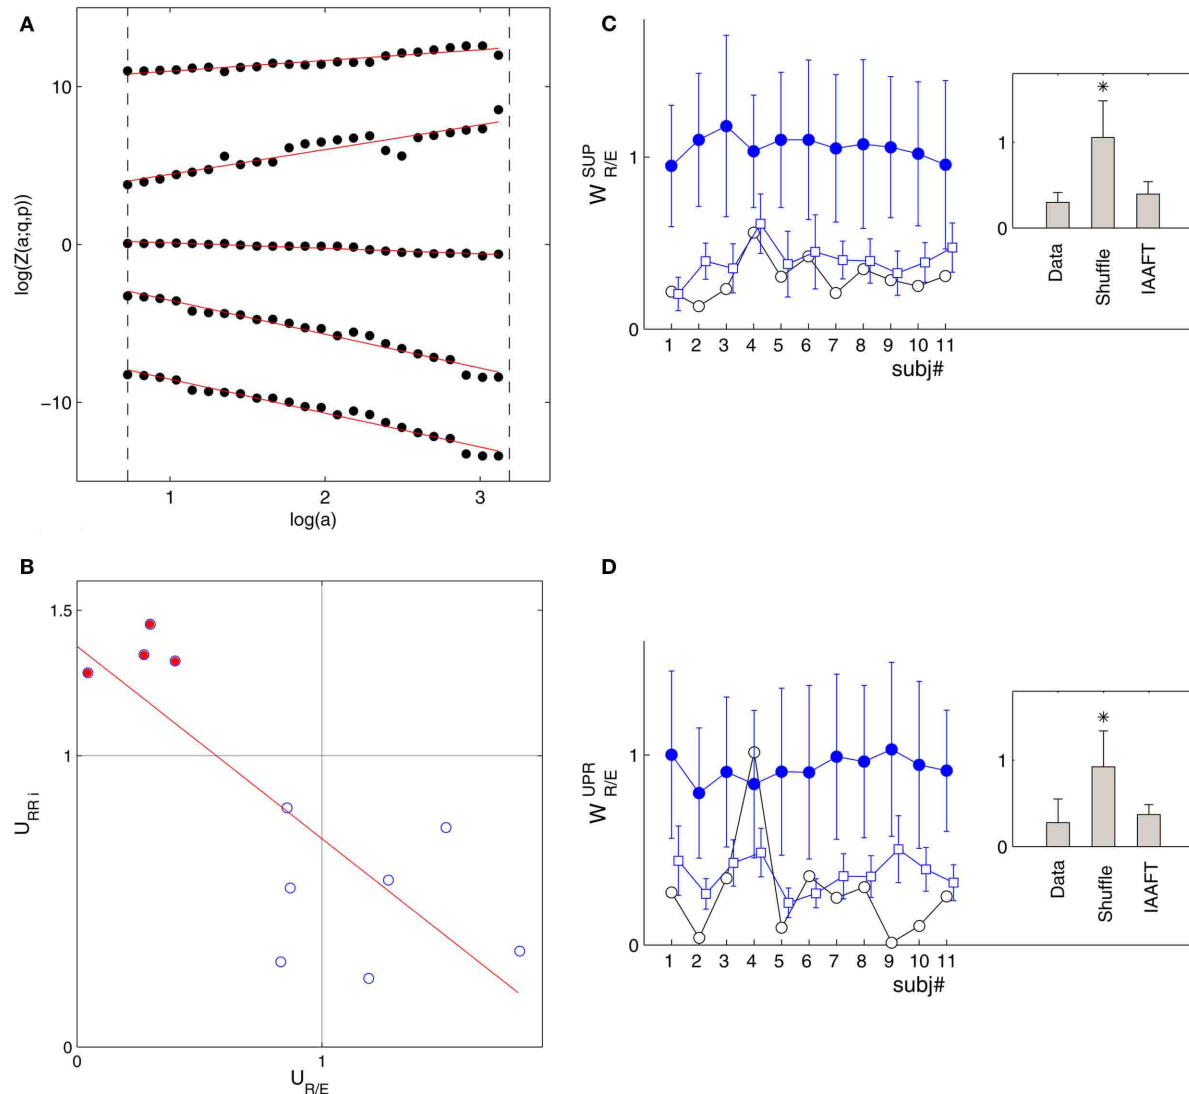 A
10
0
−10
log(Z(a;q,p))
1
2
3
log(a)
B
1.5
1
0
U RR i
0
1
U R/E
C
1
0
W SUP R/E
1 2 3 4 5 6 7 8 9 10 11
subj#
1
0
*
Data
Shuffle
IAAFT
D
1
0
W UPR R/E
1 2 3 4 5 6 7 8 9 10 11
subj#
1
0
*
Data
Shuffle
IAAFT